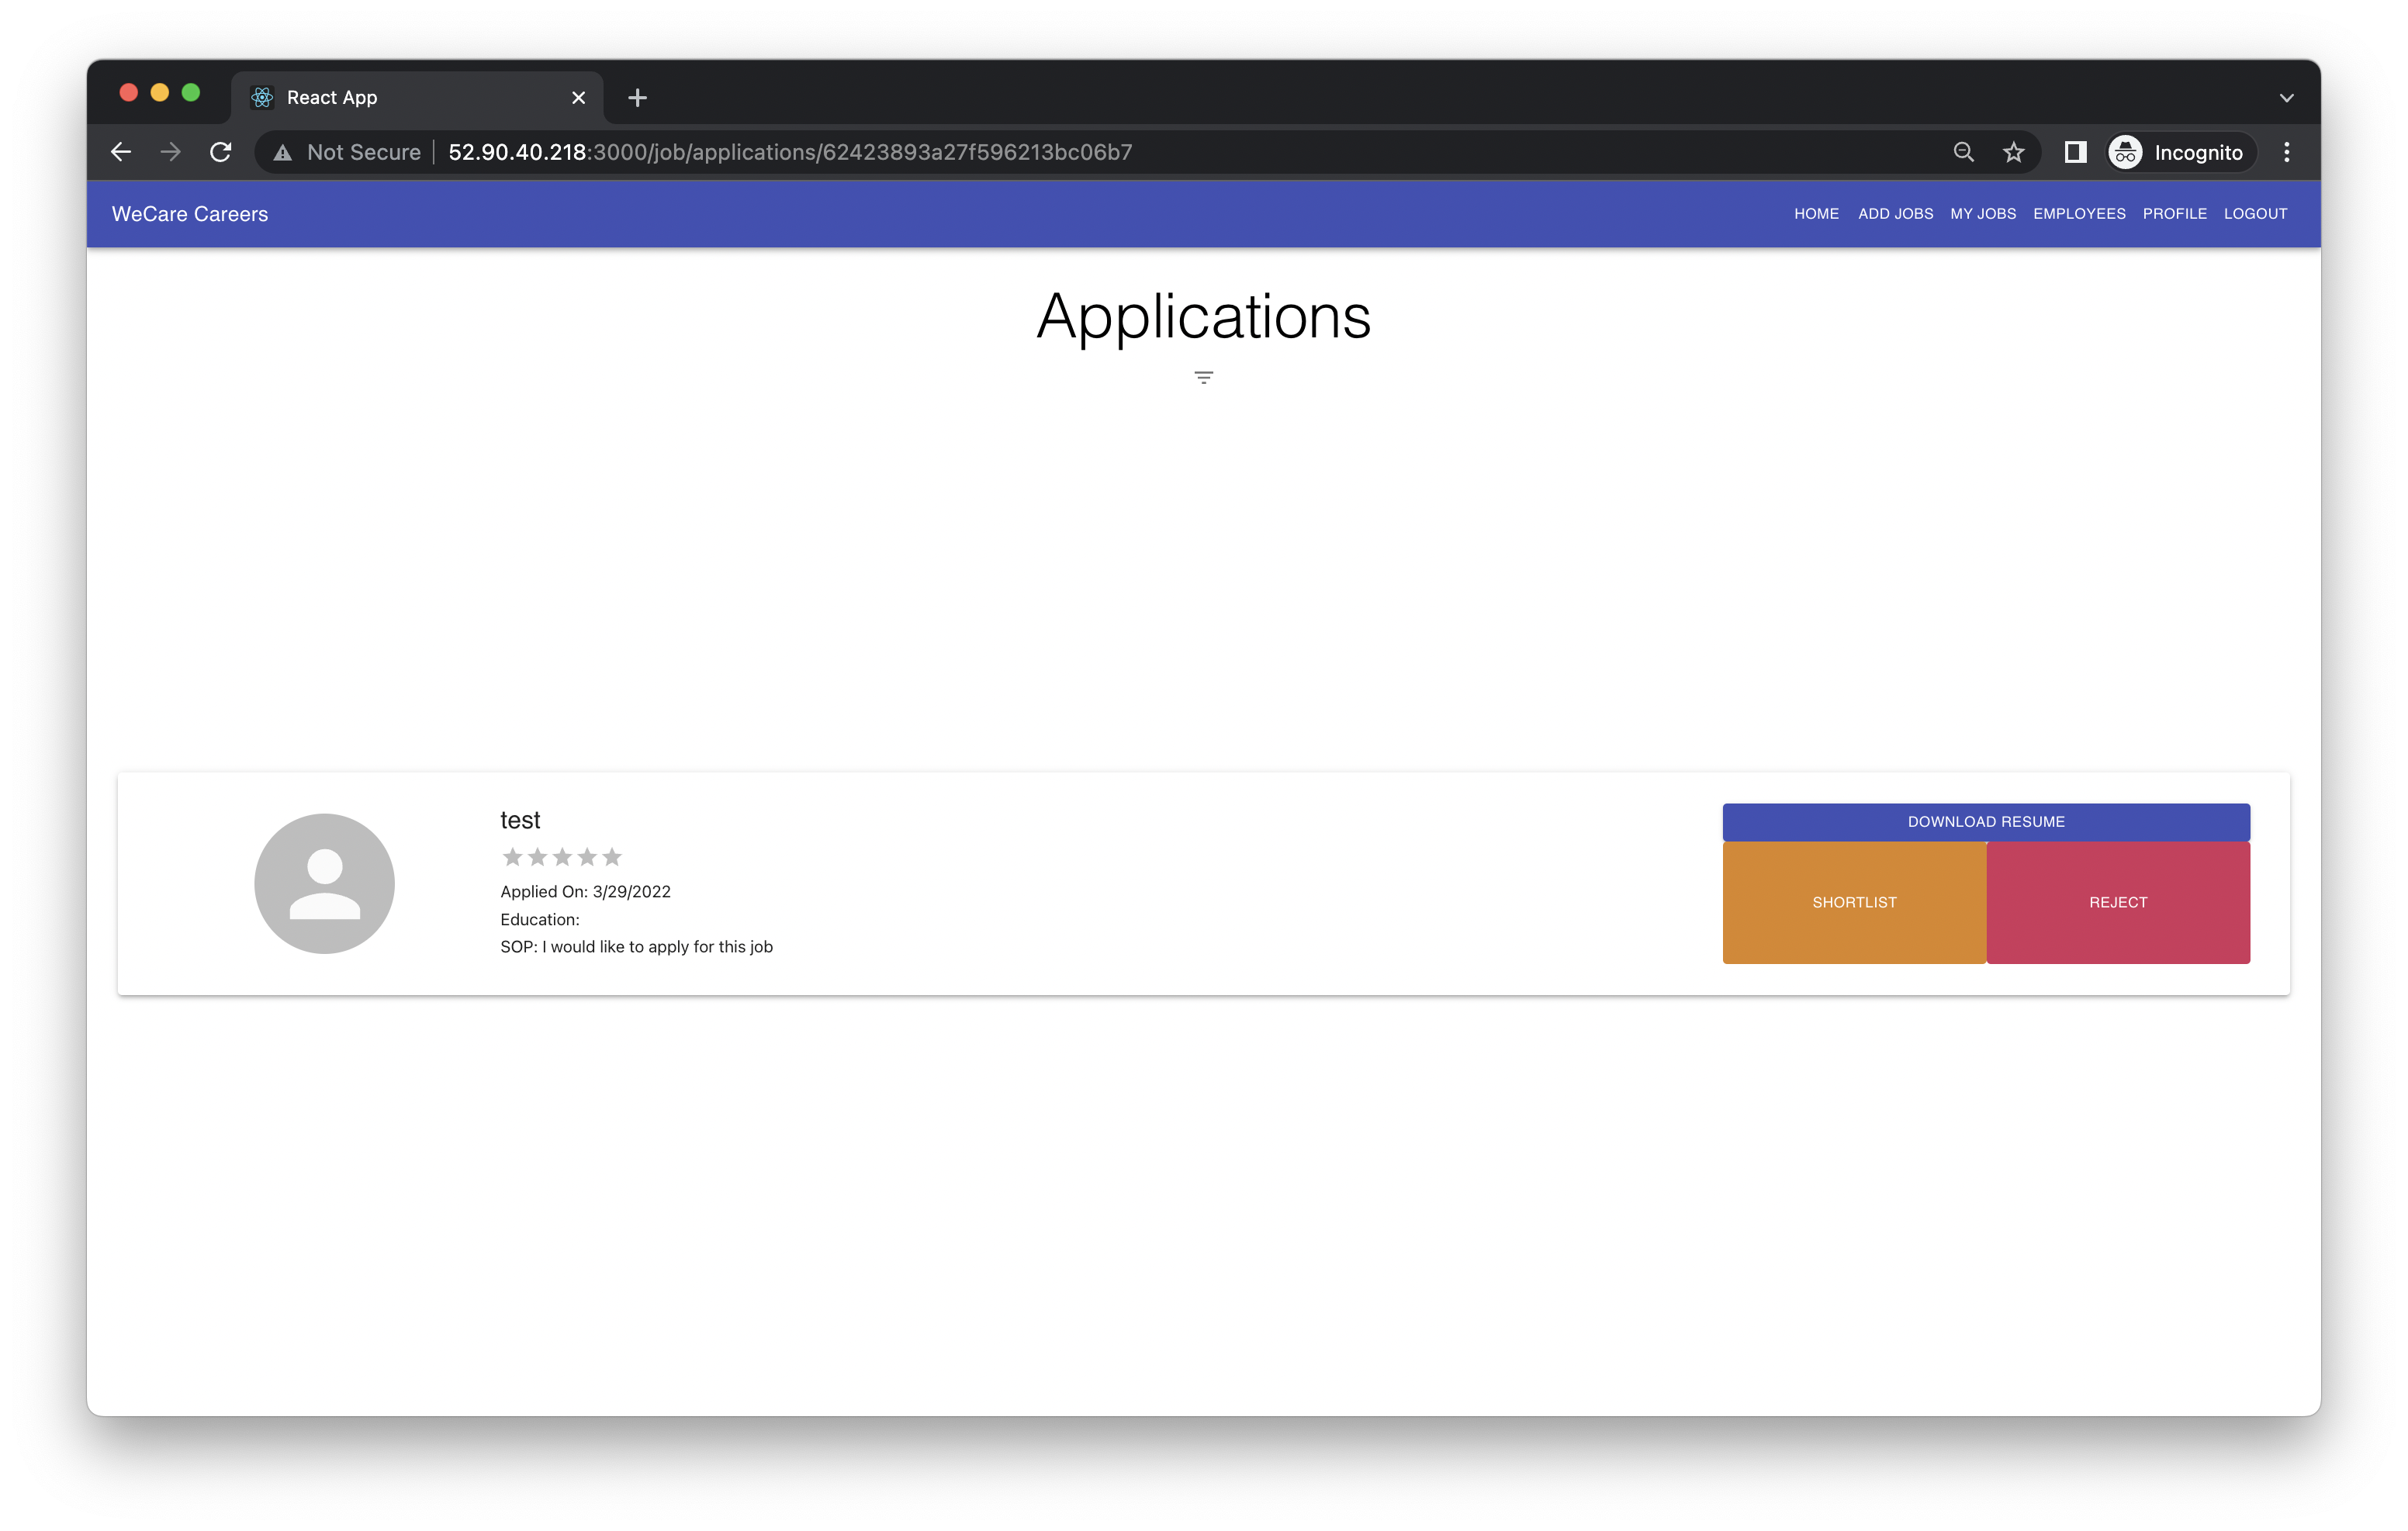 React App
Not Secure 52.90.40.218:3000/job/applications/62423893a27f596213bc06b7 Incognito
WeCare Careers HOME ADD JOBS MY JOBS EMPLOYEES PROFILE LOGOUT
Applications
test
Applied On: 3/29/2022
Education:
SOP: I would like to apply for this job
DOWNLOAD RESUME
SHORTLIST REJECT